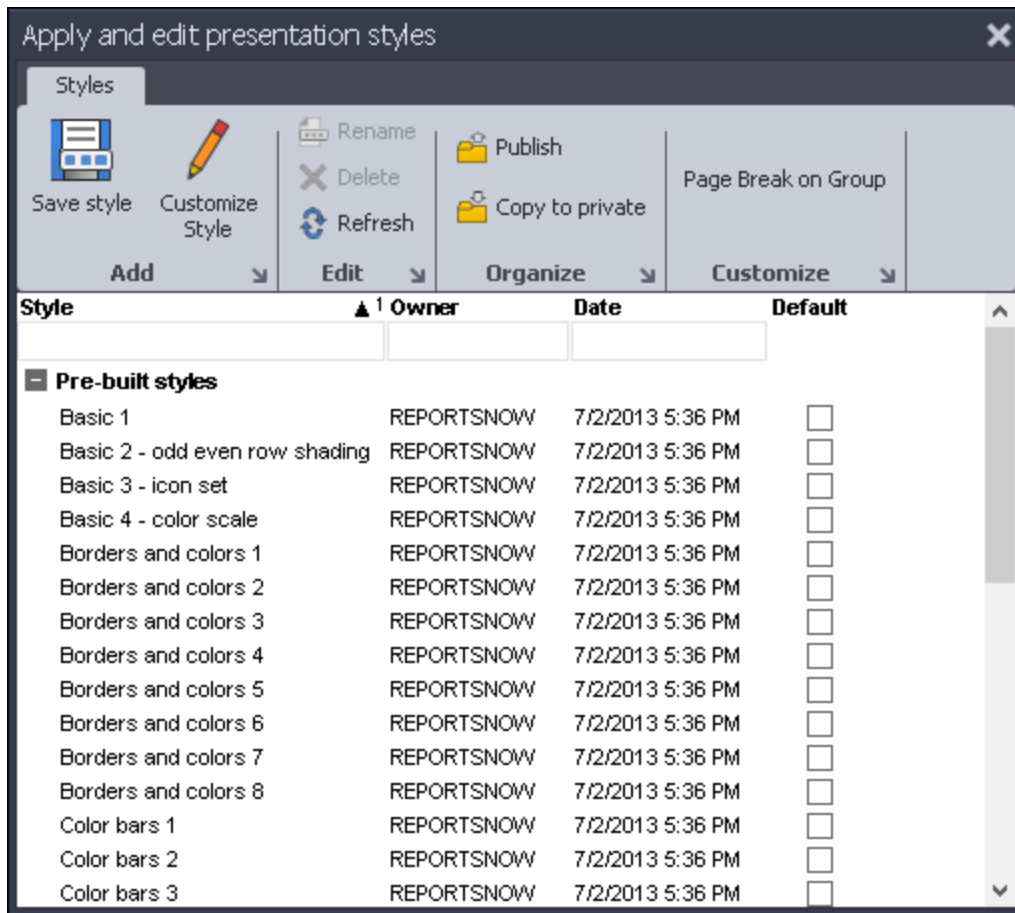 Apply and edit presentation styles
Styles
Save style
Customize
Style
Rename
Delete
Refresh
Publish
Copy to private
Page Break on Group
Add Edit Organize Customize
Style 1 Owner Date Default
Pre-built styles
Basic 1 REPORTSNOW 7/2/2013 5:36 PM
Basic 2 - odd even row shading REPORTSNOW 7/2/2013 5:36 PM
Basic 3 - icon set REPORTSNOW 7/2/2013 5:36 PM
Basic 4 - color scale REPORTSNOW 7/2/2013 5:36 PM
Borders and colors 1 REPORTSNOW 7/2/2013 5:36 PM
Borders and colors 2 REPORTSNOW 7/2/2013 5:36 PM
Borders and colors 3 REPORTSNOW 7/2/2013 5:36 PM
Borders and colors 4 REPORTSNOW 7/2/2013 5:36 PM
Borders and colors 5 REPORTSNOW 7/2/2013 5:36 PM
Borders and colors 6 REPORTSNOW 7/2/2013 5:36 PM
Borders and colors 7 REPORTSNOW 7/2/2013 5:36 PM
Borders and colors 8 REPORTSNOW 7/2/2013 5:36 PM
Color bars 1 REPORTSNOW 7/2/2013 5:36 PM
Color bars 2 REPORTSNOW 7/2/2013 5:36 PM
Color bars 3 REPORTSNOW 7/2/2013 5:36 PM